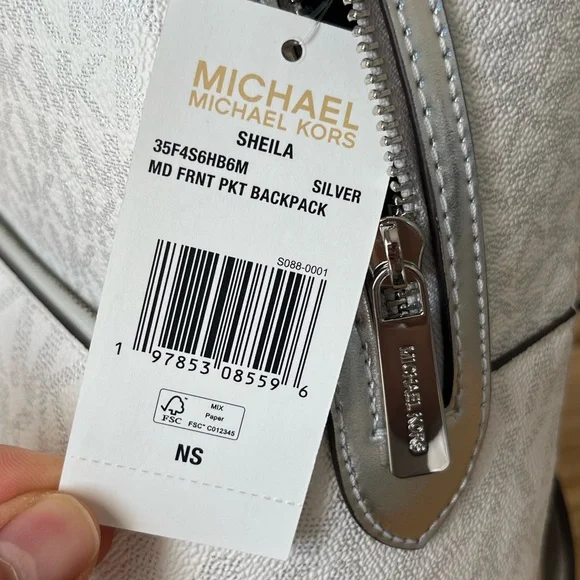 MICHAEL
MICHAEL KORS
SHEILA
35F4S6HB6M SILVER
MD FRNT PKT BACKPACK
S088-0001
1 97853 08559 6
FSC
MIX
Paper
FSC™ C012345
NS
MICHAEL KORS